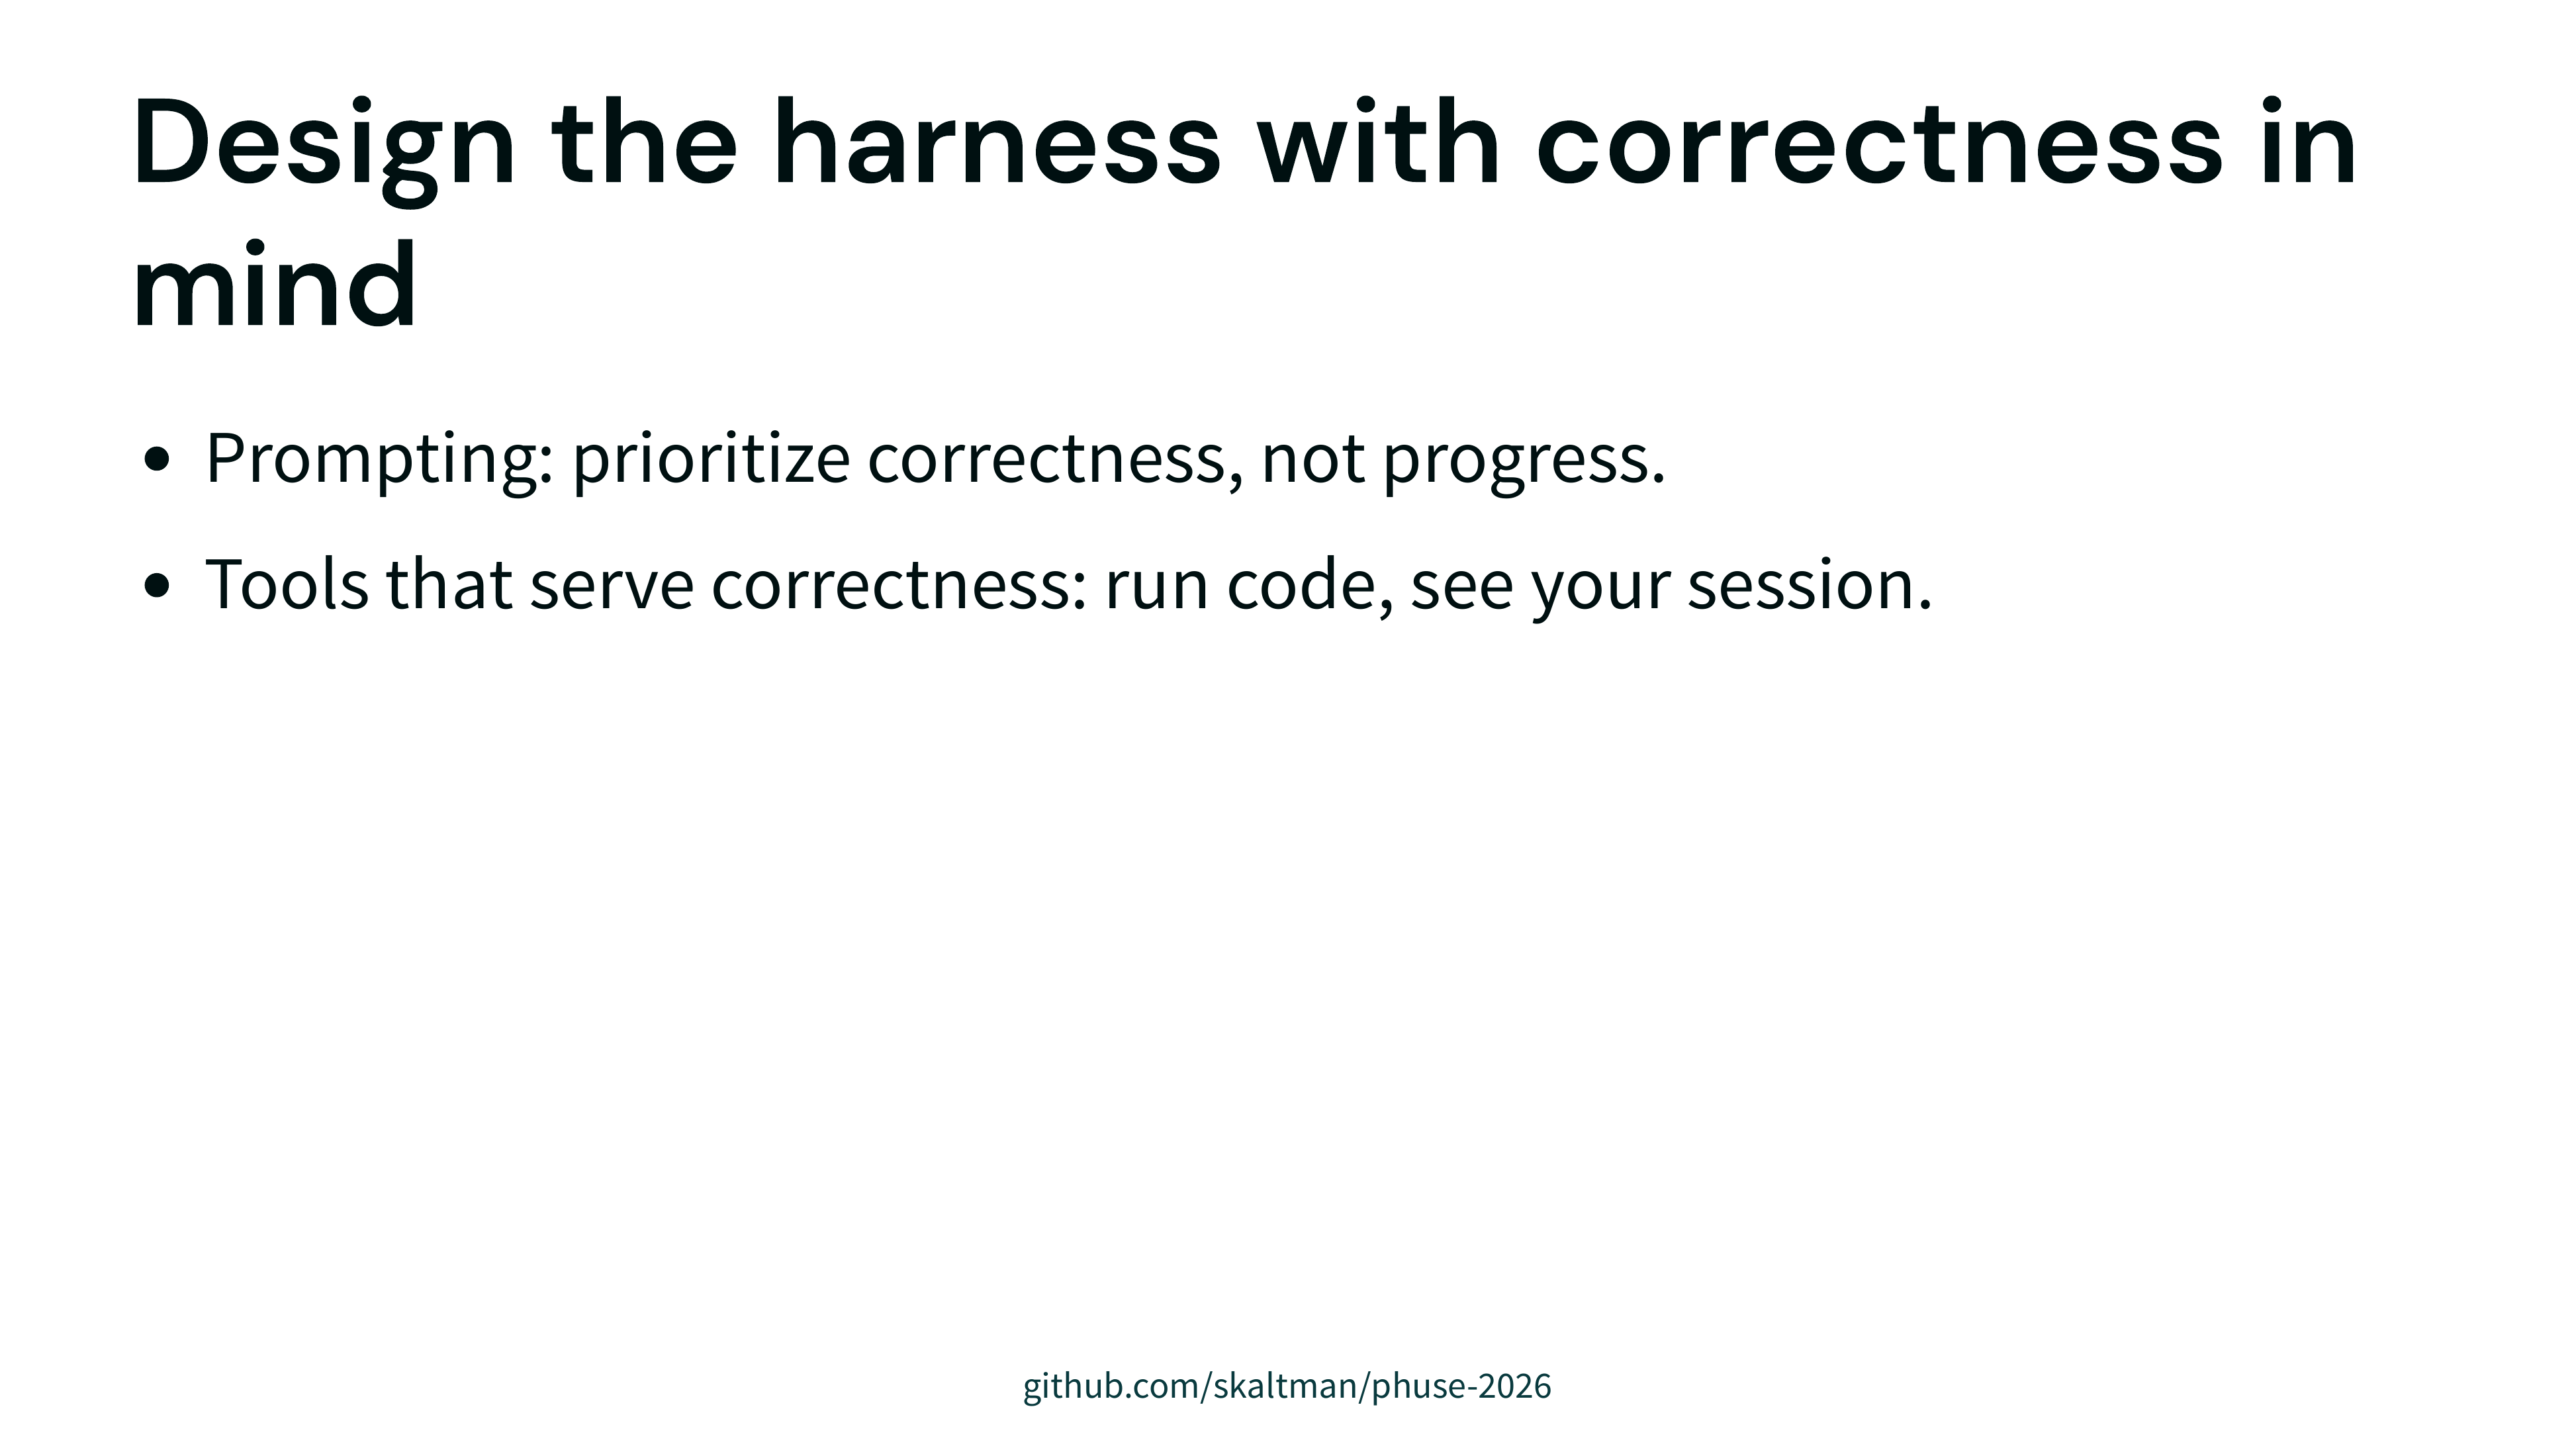 Design the harness with correctness in
mind
• Prompting: prioritize correctness, not progress.
• Tools that serve correctness: run code, see your session.
github.com/skaltman/phuse-2026